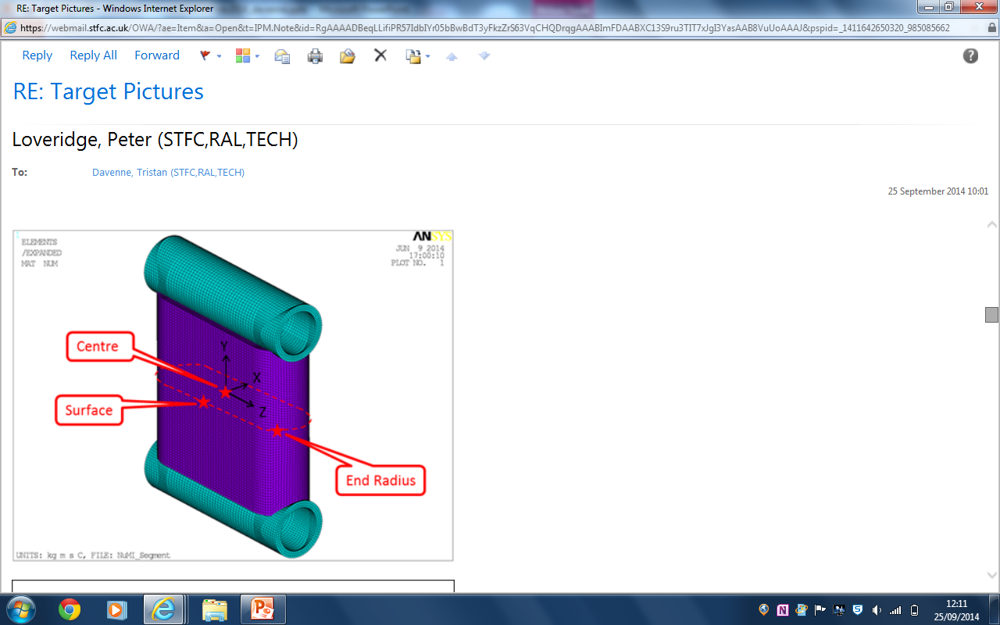 RE: Target Pictures - Windows Internet Explorer
https://webmail.stfc.ac.uk/OWA/?ae=Item&a=Open&t=IPM.Note&id=RgAAAADBeqLLifiPR57IdbIYr05bBwBdT3yFkzZrS63VqCHQDrqgAAABImFDAABXC13S9ru3TIT7xJgI3YasAAB8VuUoAAAJ&pspid=_1411642650320_985085662
Reply Reply All Forward
RE: Target Pictures
Loveridge, Peter (STFC,RAL,TECH)
To: Davenne, Tristan (STFC,RAL,TECH)
25 September 2014 10:01
1
ELEMENTS
/EXPANDED
MAT NUM
ANSYS
JUN 9 2014
17:00:10
PLOT NO. 1
Centre
Y
X
Z
Surface
End Radius
UNITS: kg m s C, FILE: NuMI_Segment
12:11
25/09/2014